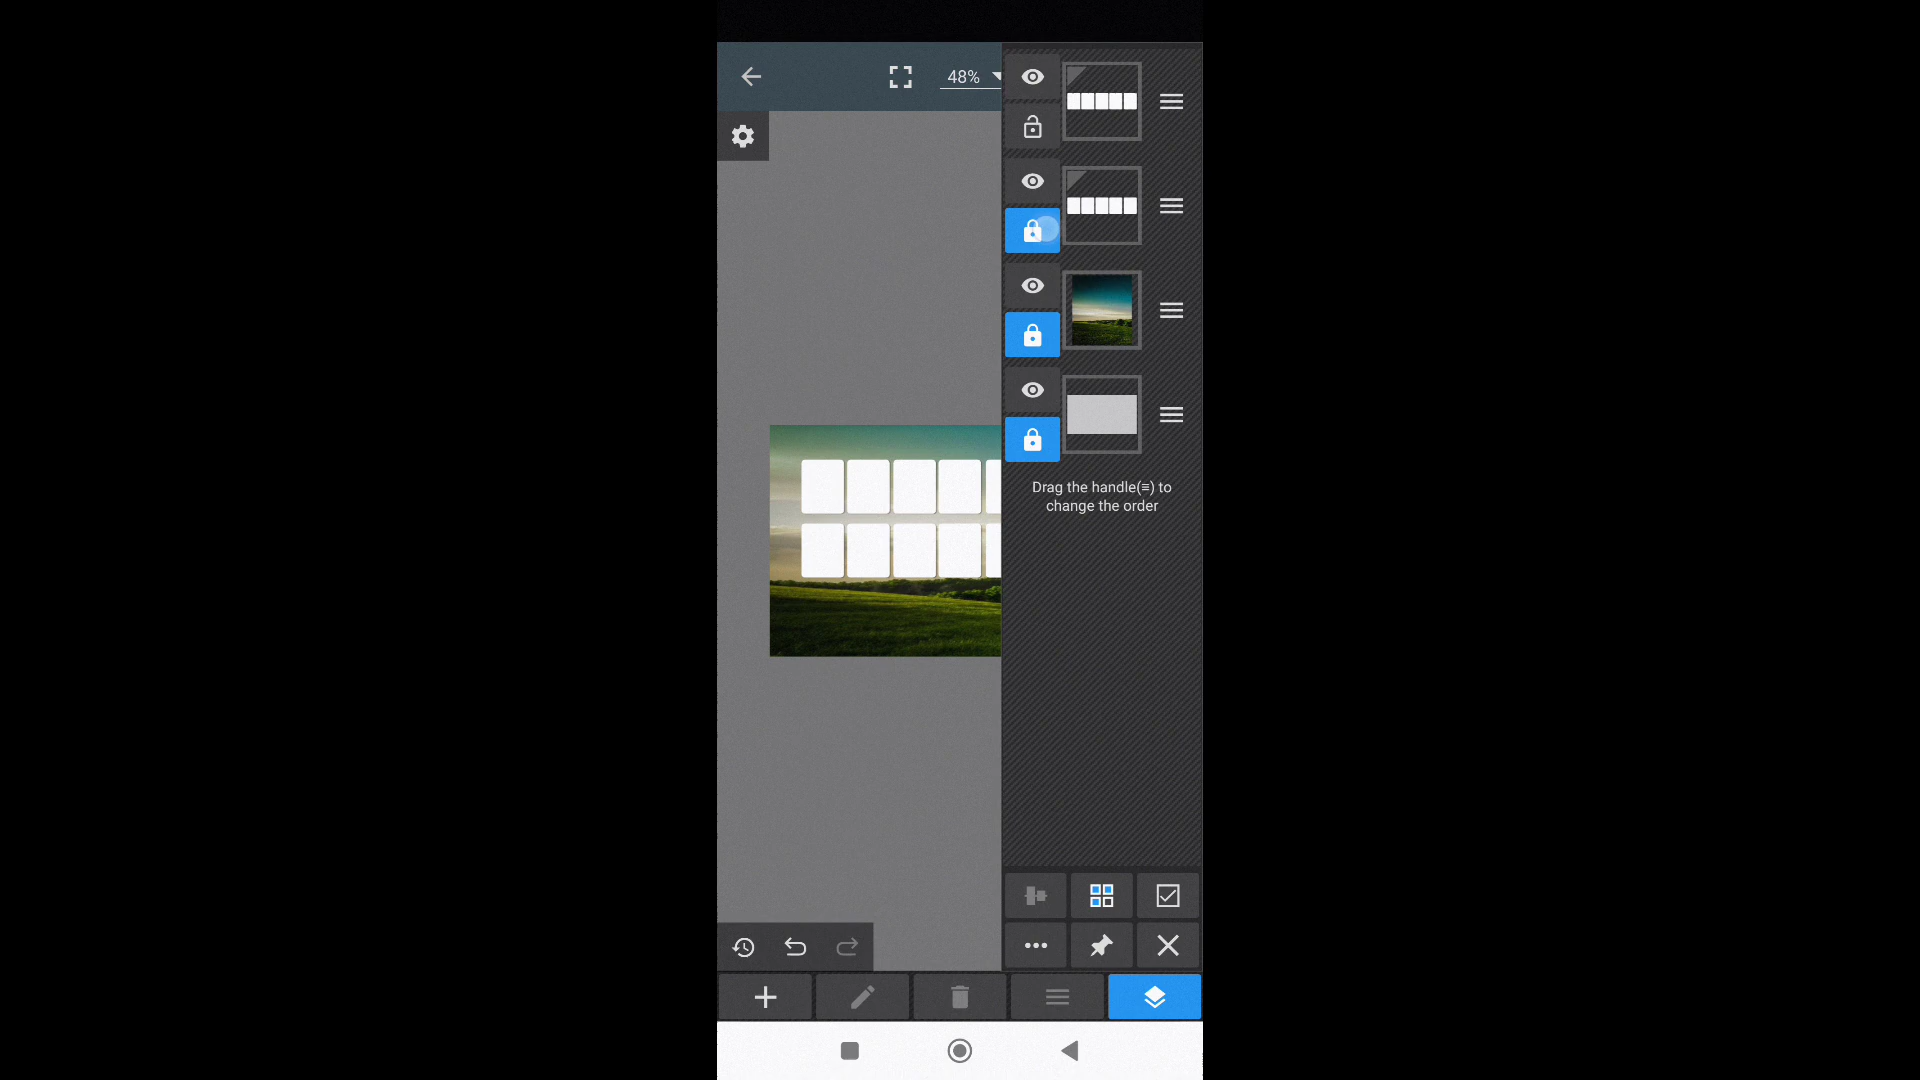 48%
Drag the handle(≡) to
change the order